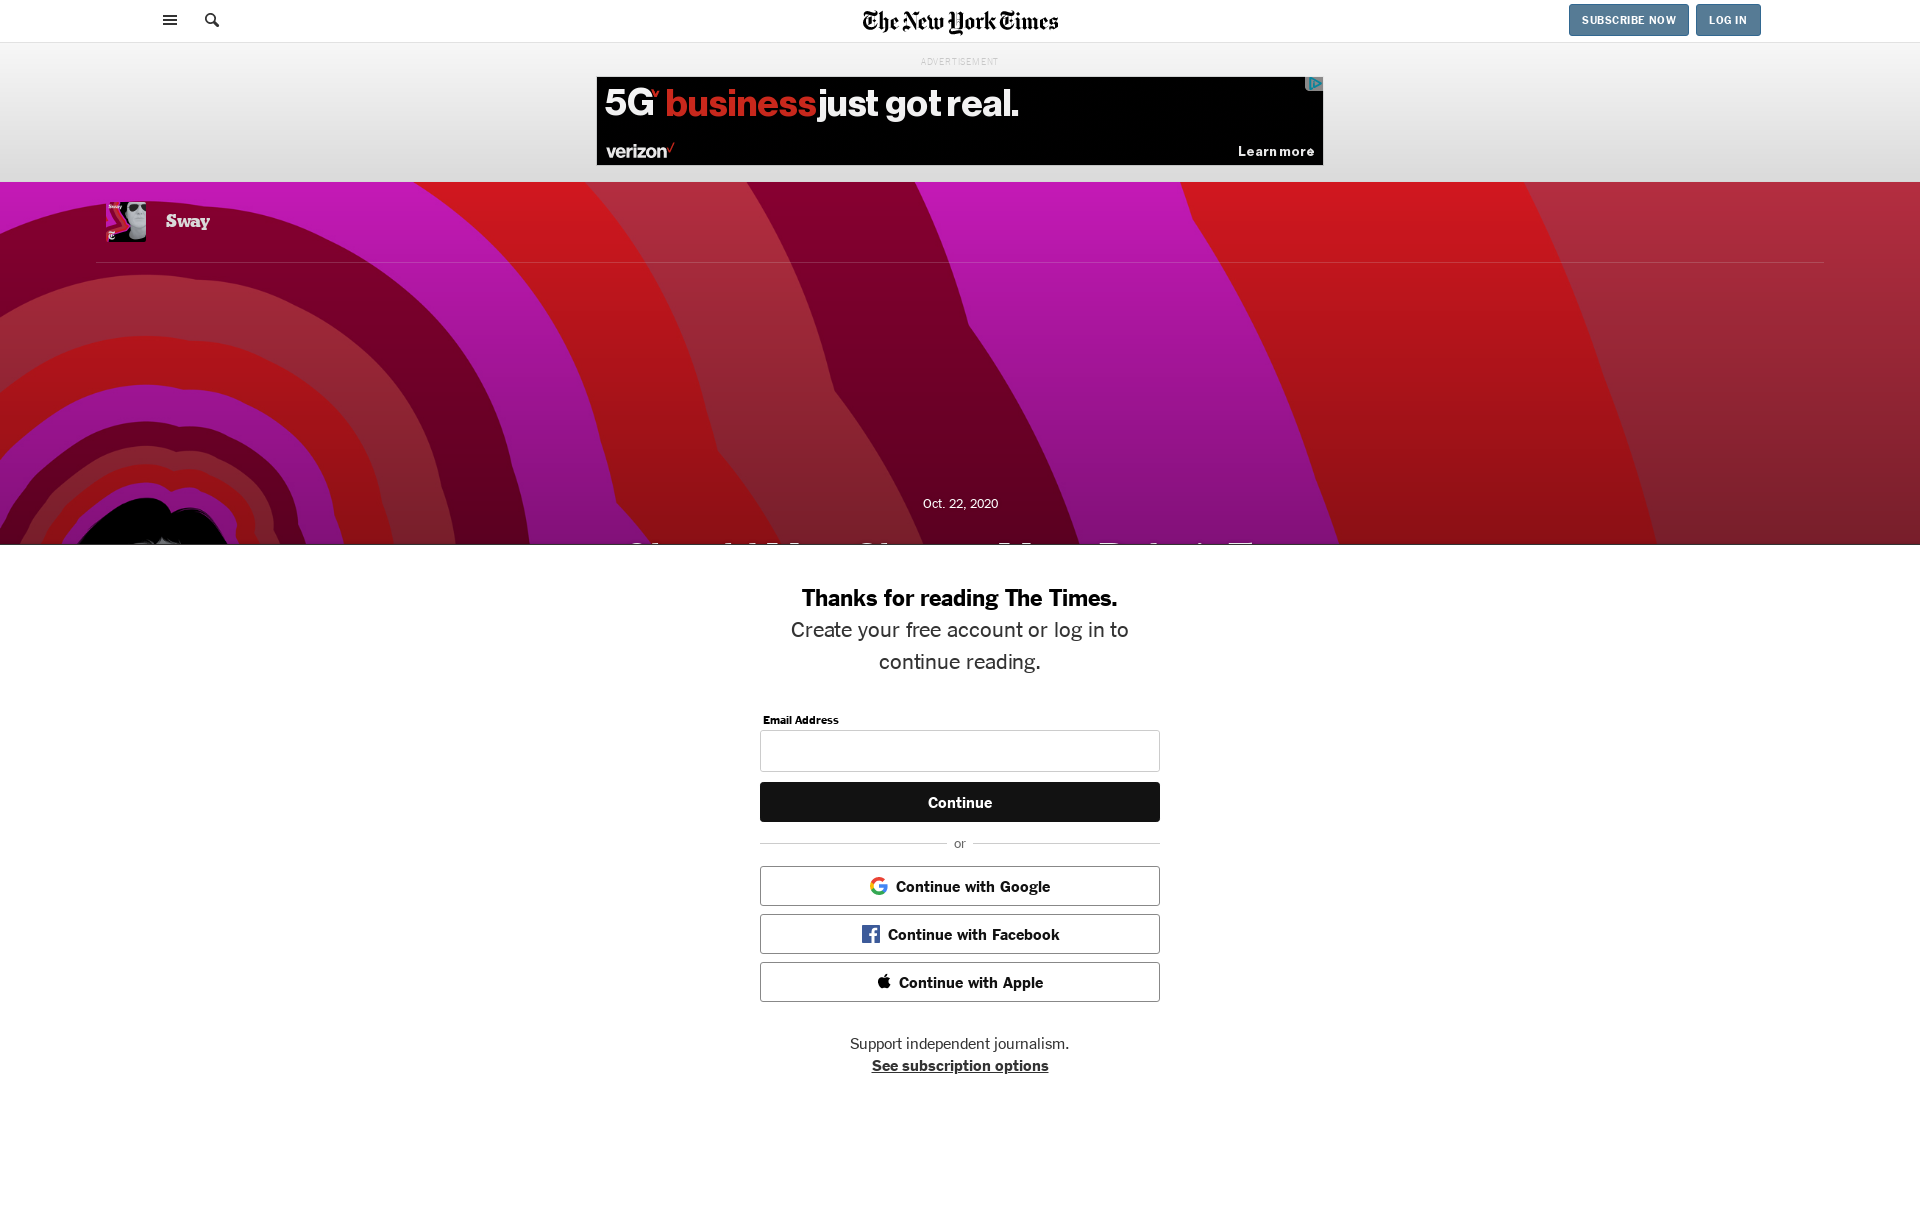 The New York Times
SUBSCRIBE NOW
LOG IN
ADVERTISEMENT
5G business just got real.
verizon
Learn more
Sway
Oct. 22, 2020
Thanks for reading The Times.
Create your free account or log in to
continue reading.
Email Address
Continue
or
Continue with Google
Continue with Facebook
Continue with Apple
Support independent journalism.
See subscription options